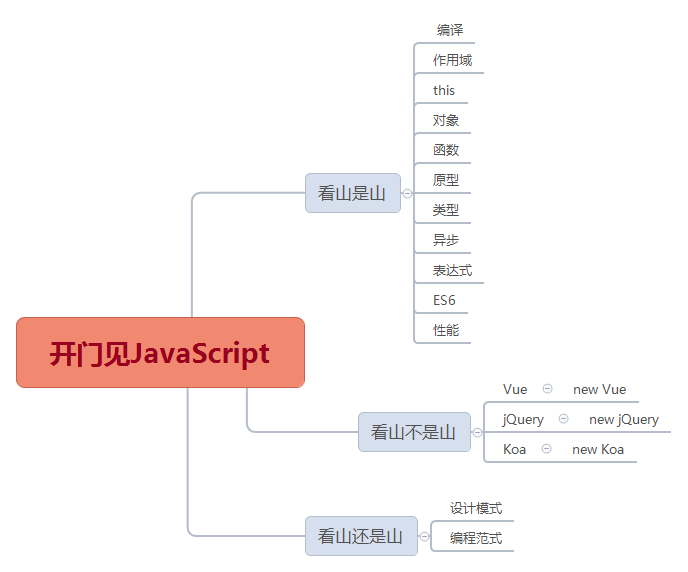 开门见JavaScript
看山是山
编译
作用域
this
对象
函数
原型
类型
异步
表达式
ES6
性能
看山不是山
Vue new Vue
jQuery new jQuery
Koa new Koa
看山还是山
设计模式
编程范式